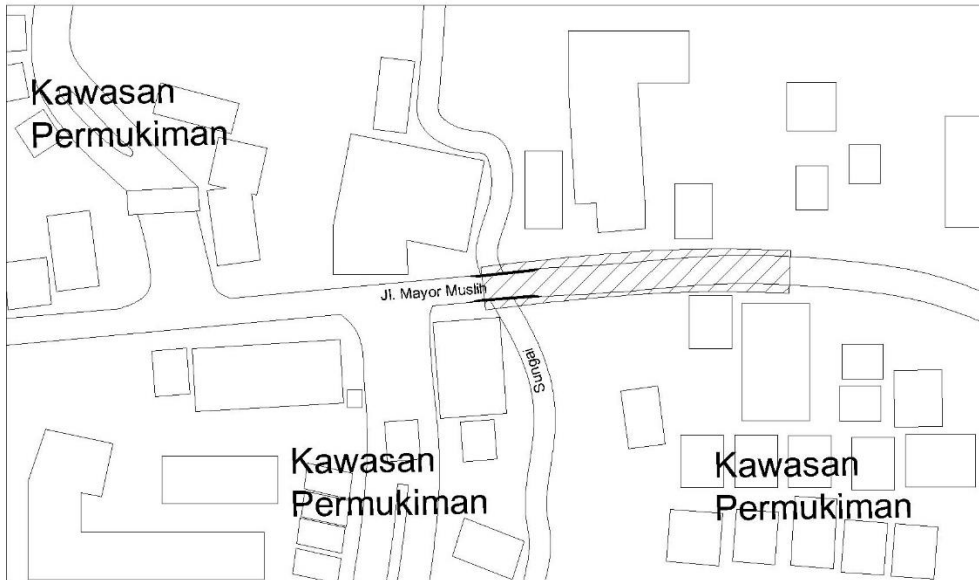 Kawasan
Permukiman
Jl. Mayor Muslih
Sungai
Kawasan
Permukiman
Kawasan
Permukiman